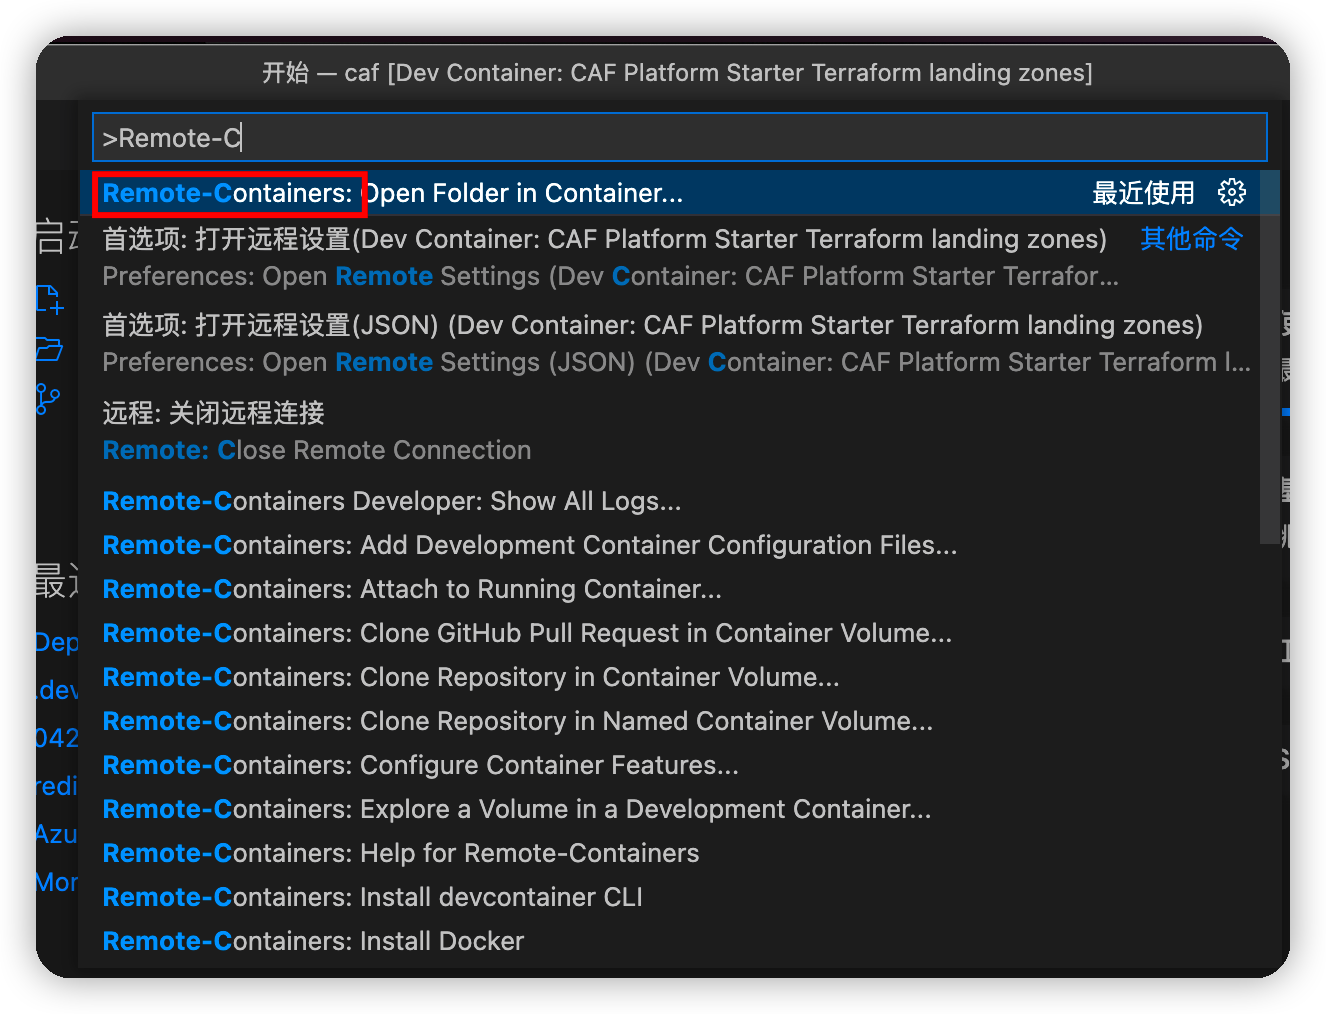 开始 — caf [Dev Container: CAF Platform Starter Terraform landing zones]
>Remote-C
Remote-Containers: Open Folder in Container... 最近使用
首选项: 打开远程设置(Dev Container: CAF Platform Starter Terraform landing zones) 其他命令
Preferences: Open Remote Settings (Dev Container: CAF Platform Starter Terrafor...
首选项: 打开远程设置(JSON) (Dev Container: CAF Platform Starter Terraform landing zones)
Preferences: Open Remote Settings (JSON) (Dev Container: CAF Platform Starter Terraform l...
远程: 关闭远程连接
Remote: Close Remote Connection
Remote-Containers Developer: Show All Logs...
Remote-Containers: Add Development Container Configuration Files...
Remote-Containers: Attach to Running Container...
Remote-Containers: Clone GitHub Pull Request in Container Volume...
Remote-Containers: Clone Repository in Container Volume...
Remote-Containers: Clone Repository in Named Container Volume...
Remote-Containers: Configure Container Features...
Remote-Containers: Explore a Volume in a Development Container...
Remote-Containers: Help for Remote-Containers
Remote-Containers: Install devcontainer CLI
Remote-Containers: Install Docker
启
最
Dep
.dev
042
redi
Azu
Mor